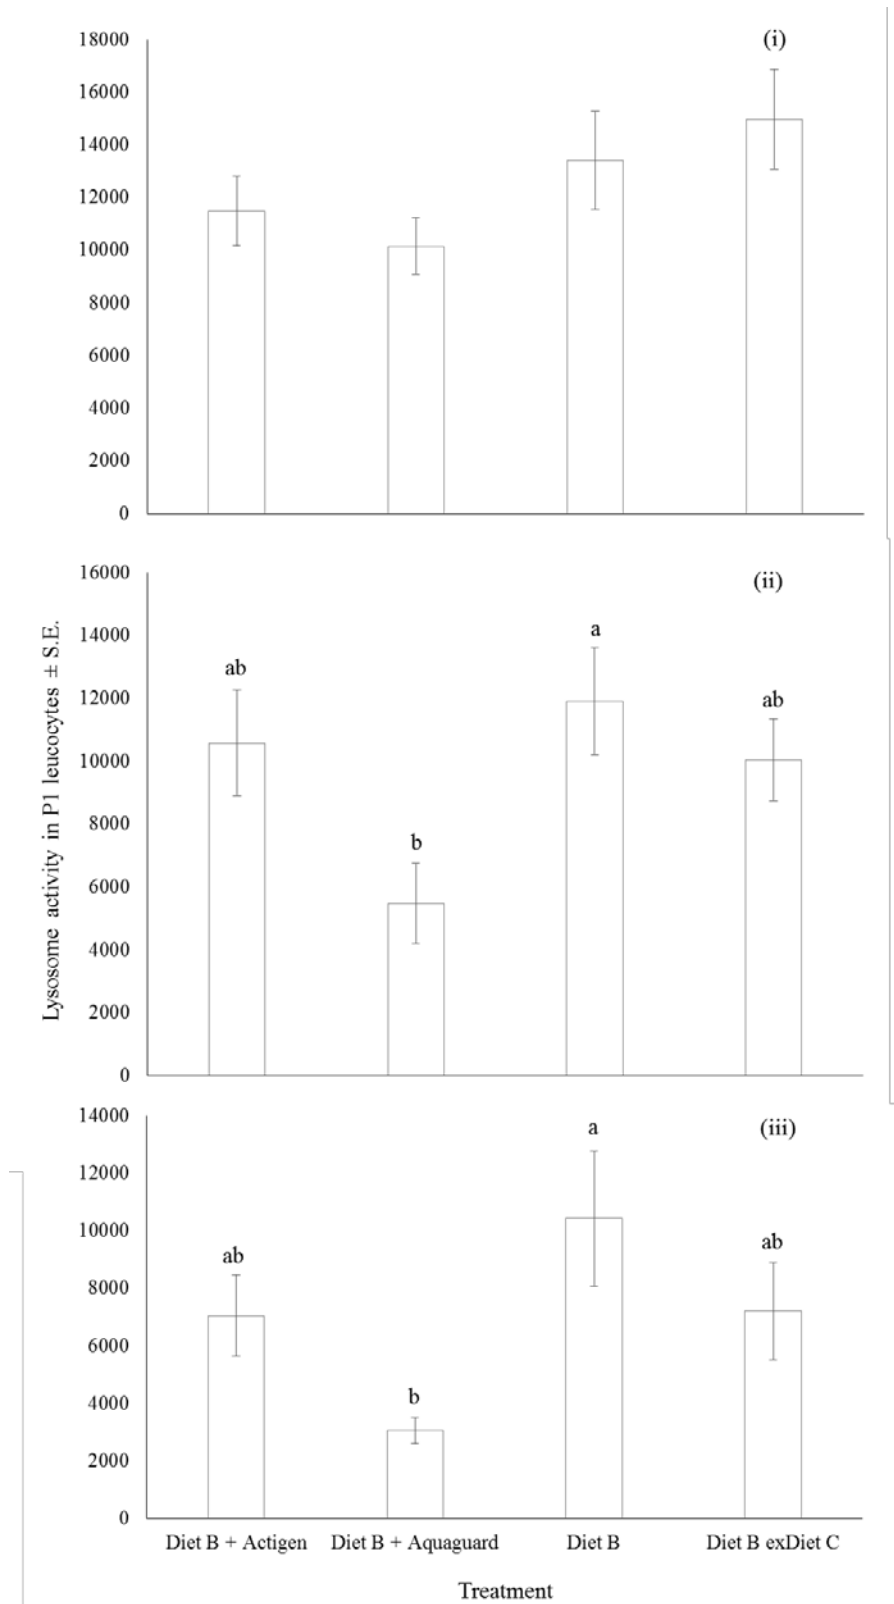 (i)
18000
16000
14000
12000
10000
8000
6000
4000
2000
0
(ii)
16000
14000
12000
10000
8000
6000
4000
2000
0
ab
b
a
ab
Lysosome activity in P1 leucocytes ± S.E.
(iii)
14000
12000
10000
8000
6000
4000
2000
0
ab
b
a
ab
Diet B + Actigen Diet B + Aquaguard Diet B Diet B exDiet C
Treatment